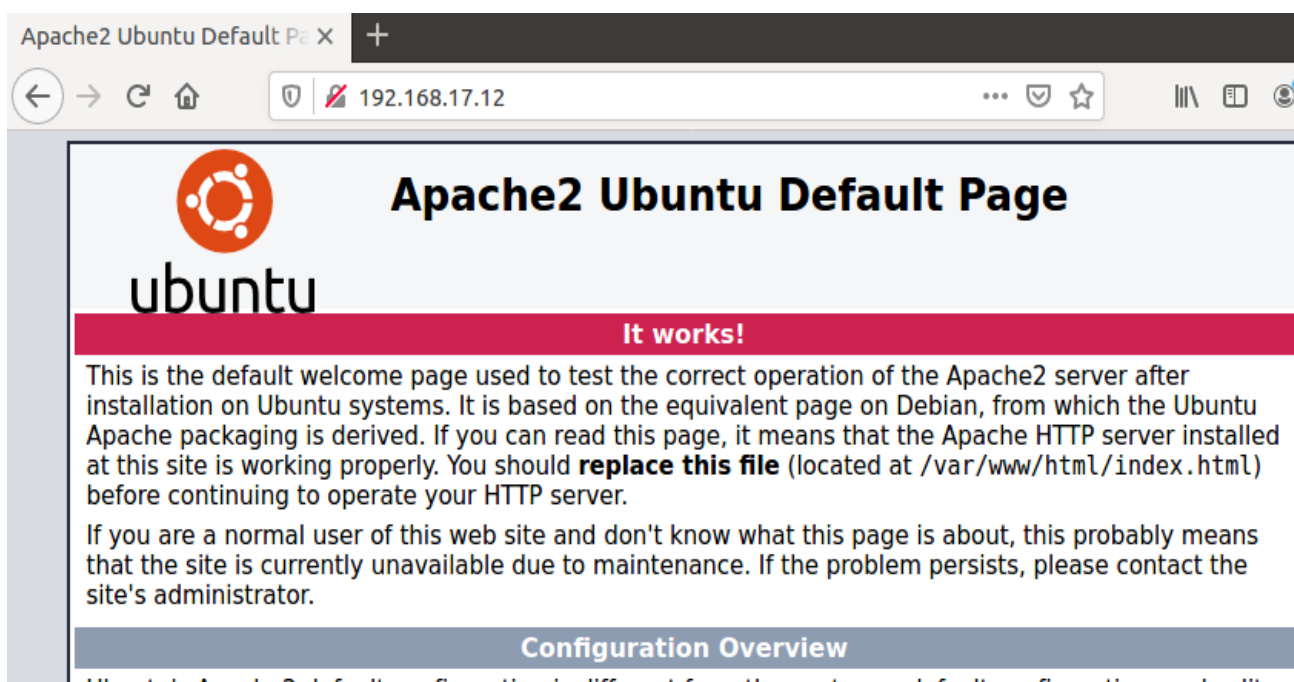 Apache2 Ubuntu Default Pa
192.168.17.12
Apache2 Ubuntu Default Page
ubuntu
It works!
This is the default welcome page used to test the correct operation of the Apache2 server after
installation on Ubuntu systems. It is based on the equivalent page on Debian, from which the Ubuntu
Apache packaging is derived. If you can read this page, it means that the Apache HTTP server installed
at this site is working properly. You should replace this file (located at /var/www/html/index.html)
before continuing to operate your HTTP server.
If you are a normal user of this web site and don't know what this page is about, this probably means
that the site is currently unavailable due to maintenance. If the problem persists, please contact the
site's administrator.
Configuration Overview